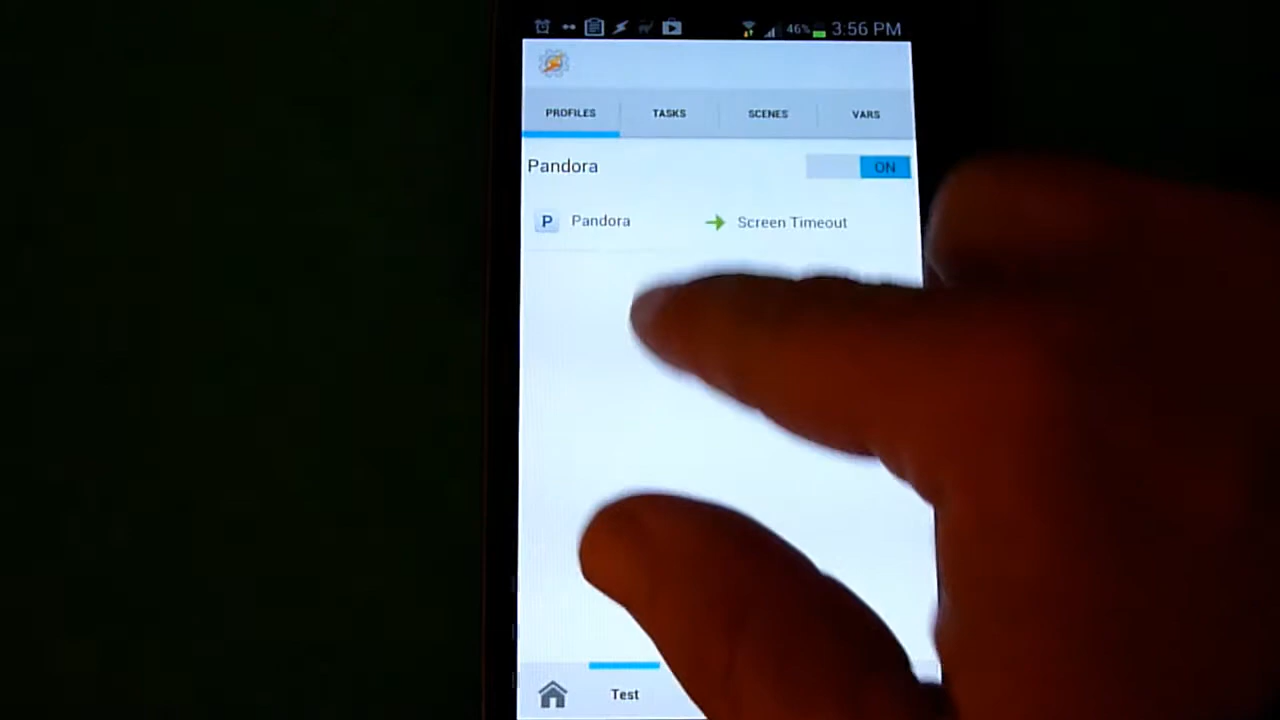 46% 3:56 PM
PROFILES TASKS SCENES VARS
Pandora ON
P Pandora Screen Timeout
Test